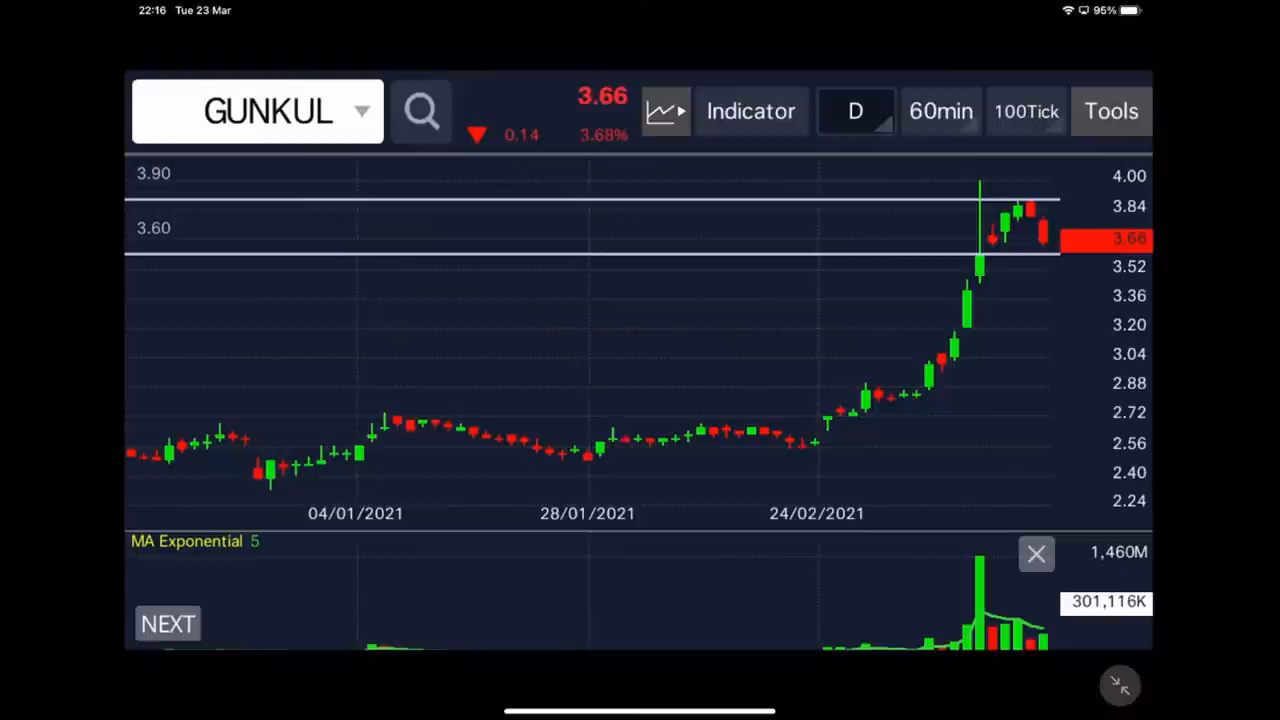 22:16 Tue 23 Mar
95%
GUNKUL
3.66
0.14 3.68%
Indicator
D
60min
100Tick
Tools
3.90
3.60
4.00
3.84
3.66
3.52
3.36
3.20
3.04
2.88
2.72
2.56
2.40
2.24
04/01/2021 28/01/2021 24/02/2021
MA Exponential 5
1,460M
301,116K
NEXT